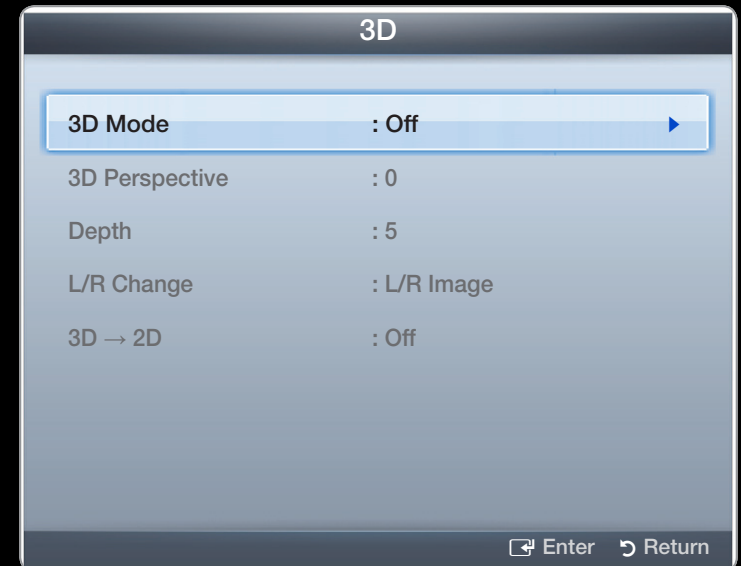 3D
3D Mode : Off
3D Perspective : 0
Depth : 5
L/R Change : L/R Image
3D → 2D : Off
Enter Return